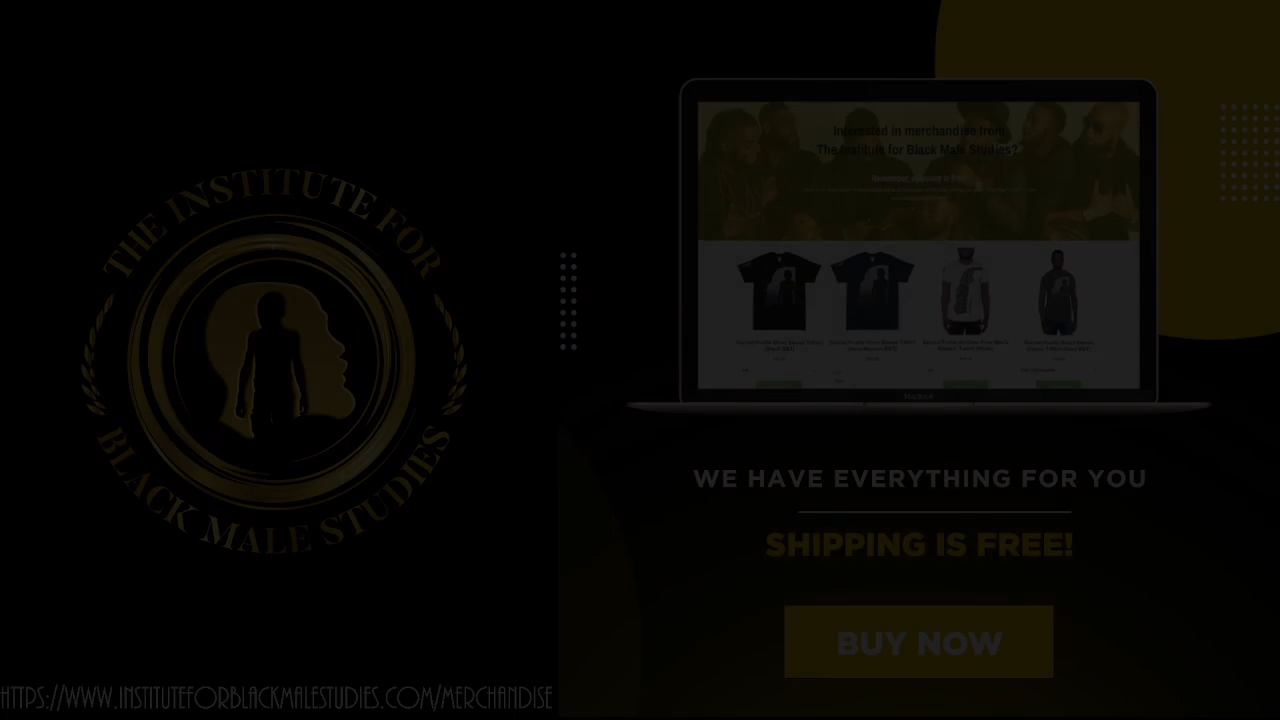 THE INSTITUTE FOR
BLACK MALE STUDIES
HTTPS://WWW.INSTITUTEFORBLACKMALESTUDIES.COM/MERCHANDISE
Interested in merchandise from
The Institute for Black Male Studies?
WE HAVE EVERYTHING FOR YOU
SHIPPING IS FREE!
BUY NOW